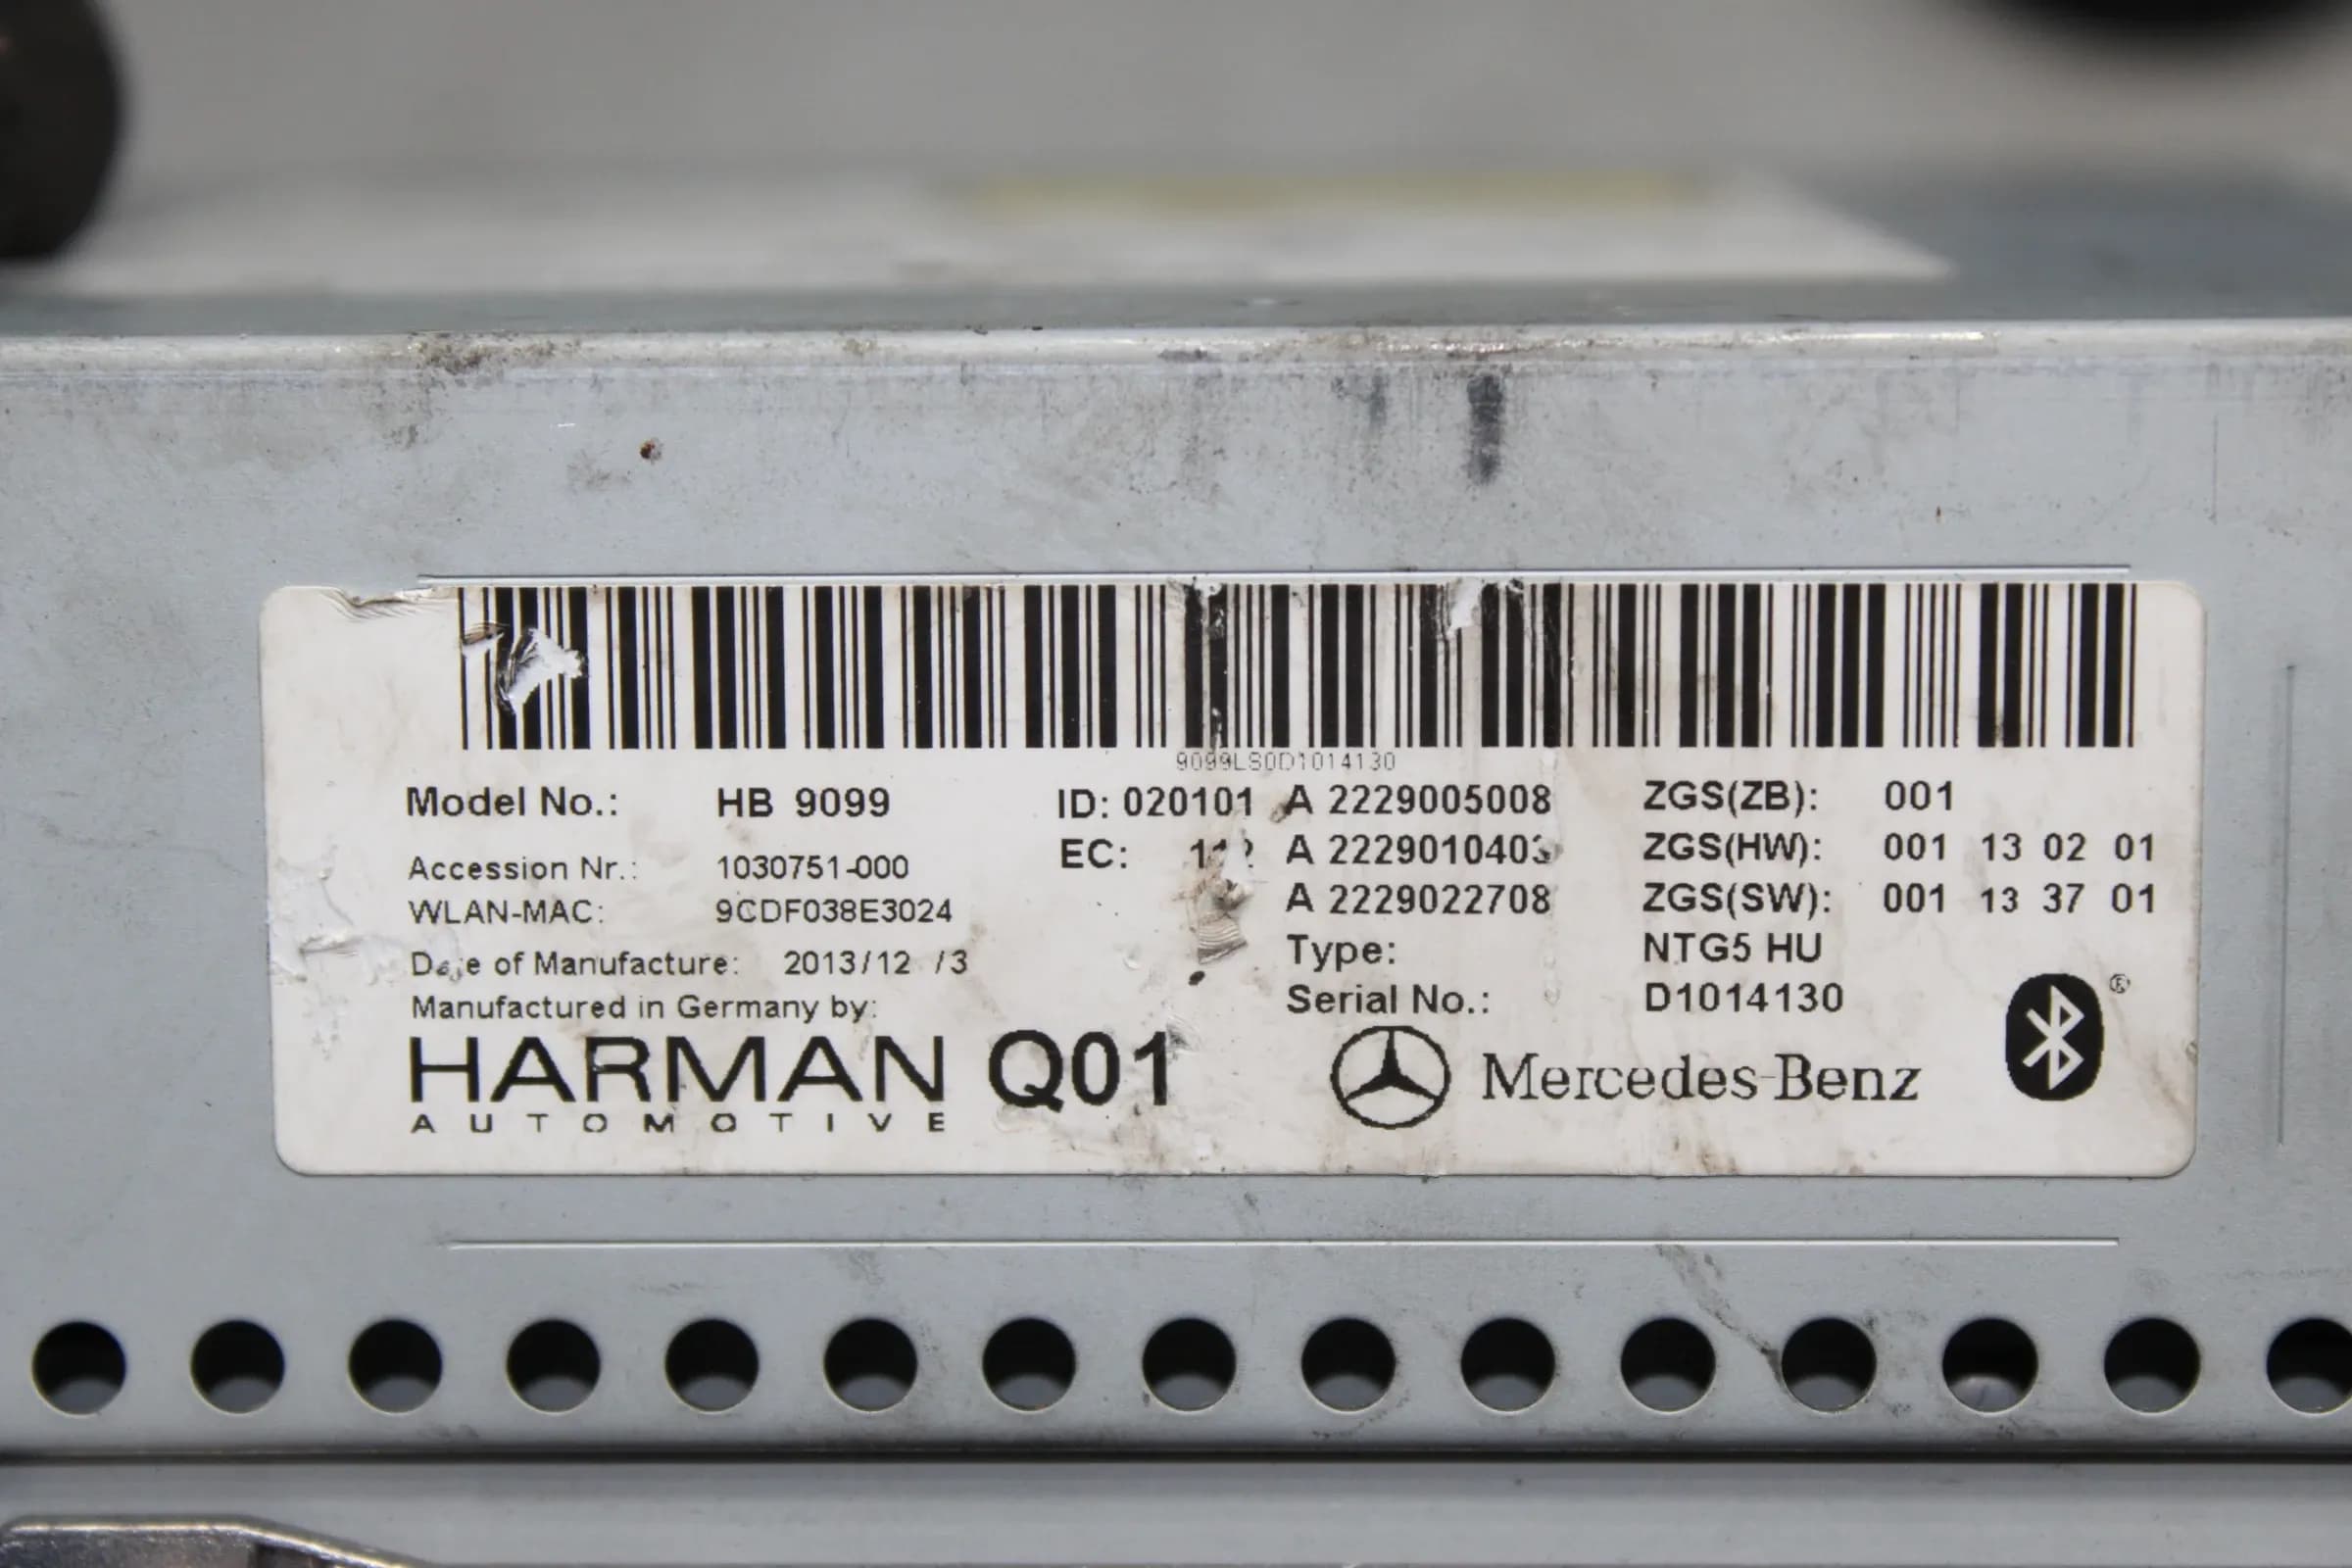 9099LS0D1014130
Model No.: HB 9099 ID: 020101 A 2229005008 ZGS(ZB): 001
EC: A 2229010403 ZGS(HW): 001 13 02 01
Accession Nr.: 1030751-000
WLAN-MAC: 9CDF038E3024 A 2229022708 ZGS(SW): 001 13 37 01
Date of Manufacture: 2013/12 /3 Type: NTG5 HU
Manufactured in Germany by: Serial No.: D1014130
HARMAN Q01 Mercedes-Benz
AUTOMOTIVE